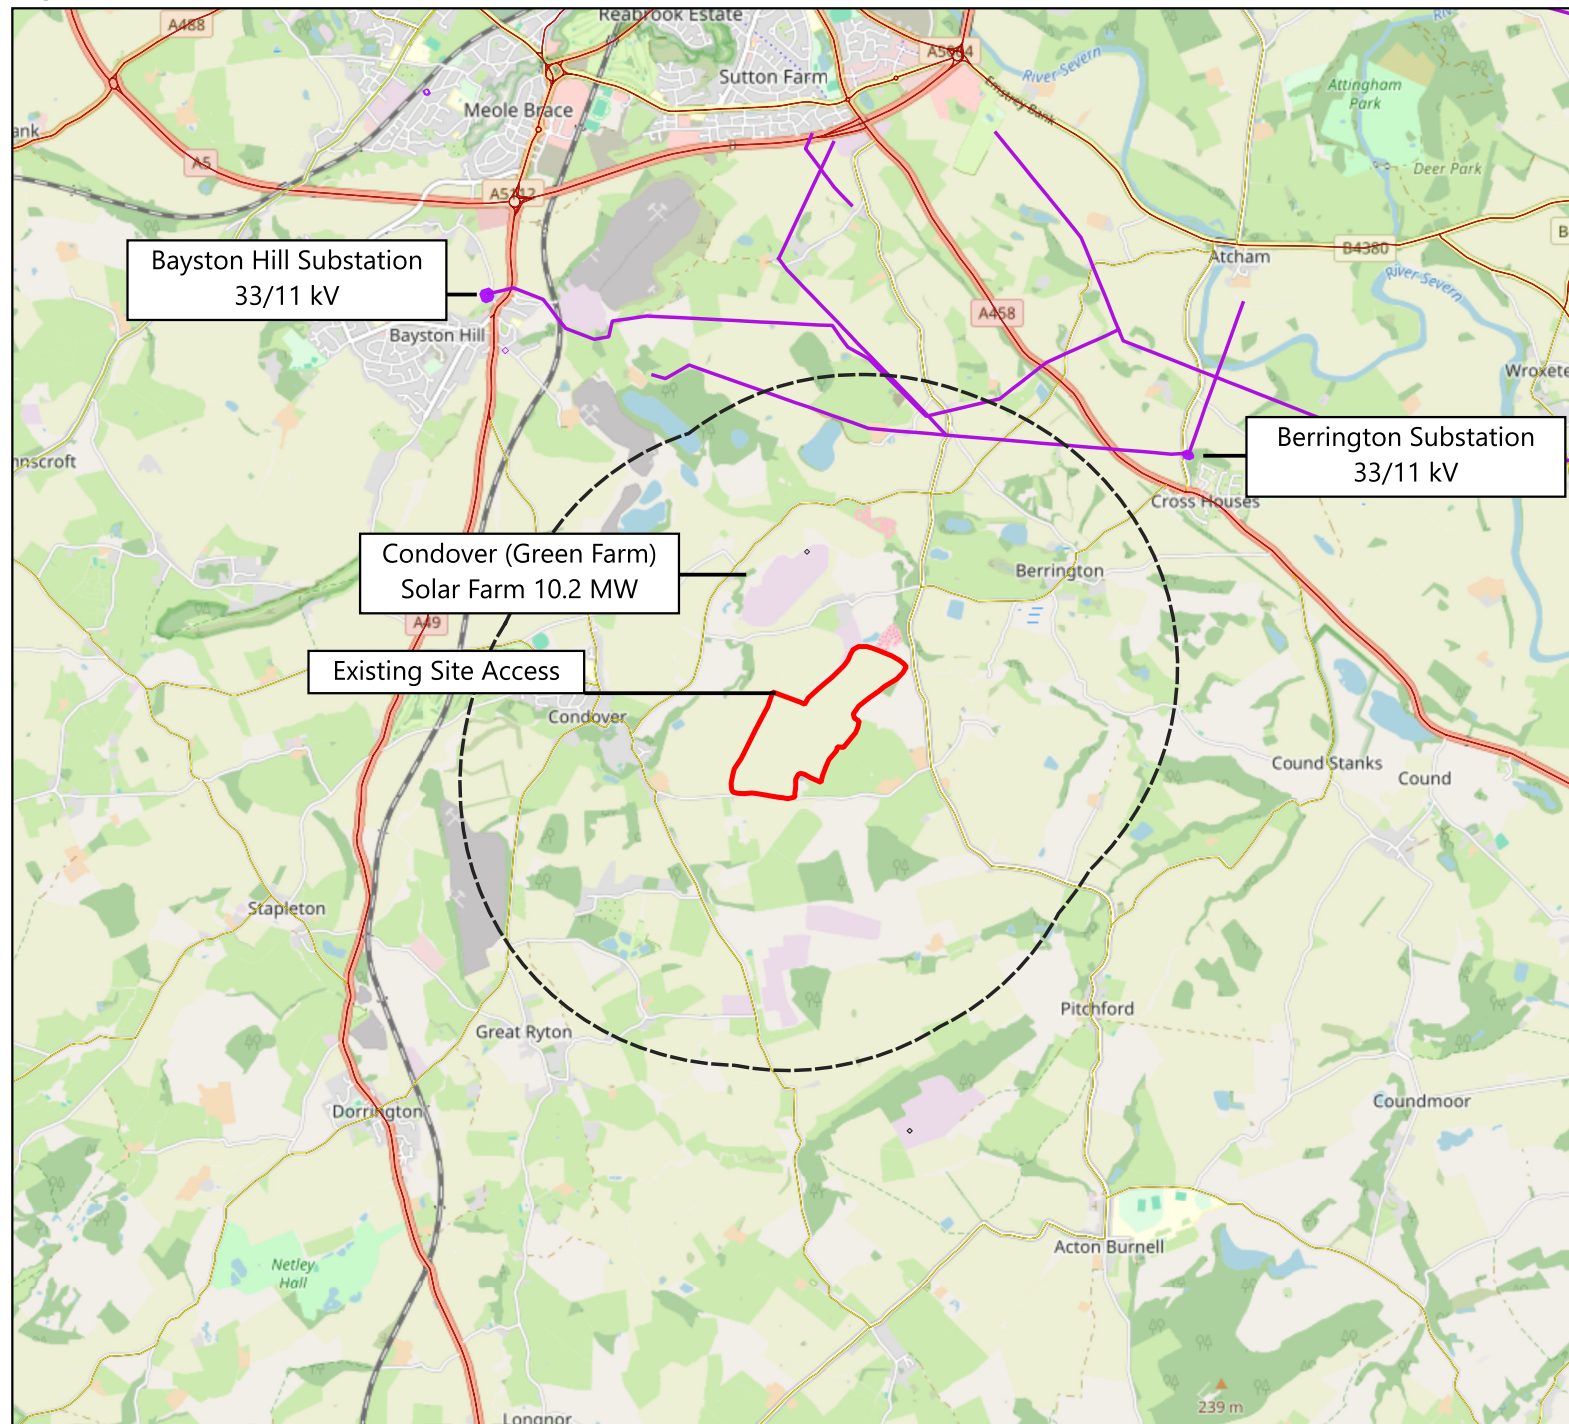 Reabrook Estate
A488
A5064
Sutton Farm
River Severn
Emstrey Bank
Attingham
Park
Meole Brace
ank
A5
Deer Park
A5112
B4380
B
Atcham
Bayston Hill Substation
33/11 kV
River Severn
A458
Bayston Hill
Wroxete
Berrington Substation
33/11 kV
nnscroft
Cross Houses
Condover (Green Farm)
Solar Farm 10.2 MW
Berrington
A49
Existing Site Access
Condover
Cound Stanks
Cound
Stapleton
Pitchford
Great Ryton
Dorrington
Coundmoor
Acton Burnell
Netley
Hall
239 m
Longnor